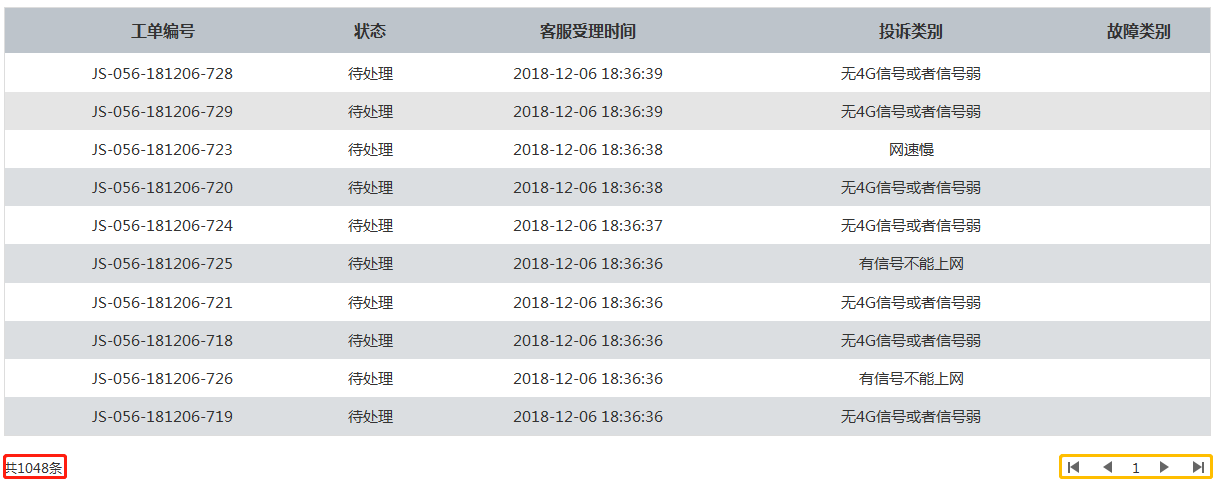 工单编号 状态 客服受理时间 投诉类别 故障类别
JS-056-181206-728 待处理 2018-12-06 18:36:39 无4G信号或者信号弱
JS-056-181206-729 待处理 2018-12-06 18:36:39 无4G信号或者信号弱
JS-056-181206-723 待处理 2018-12-06 18:36:38 网速慢
JS-056-181206-720 待处理 2018-12-06 18:36:38 无4G信号或者信号弱
JS-056-181206-724 待处理 2018-12-06 18:36:37 无4G信号或者信号弱
JS-056-181206-725 待处理 2018-12-06 18:36:36 有信号不能上网
JS-056-181206-721 待处理 2018-12-06 18:36:36 无4G信号或者信号弱
JS-056-181206-718 待处理 2018-12-06 18:36:36 无4G信号或者信号弱
JS-056-181206-726 待处理 2018-12-06 18:36:36 有信号不能上网
JS-056-181206-719 待处理 2018-12-06 18:36:36 无4G信号或者信号弱
共1048条 1